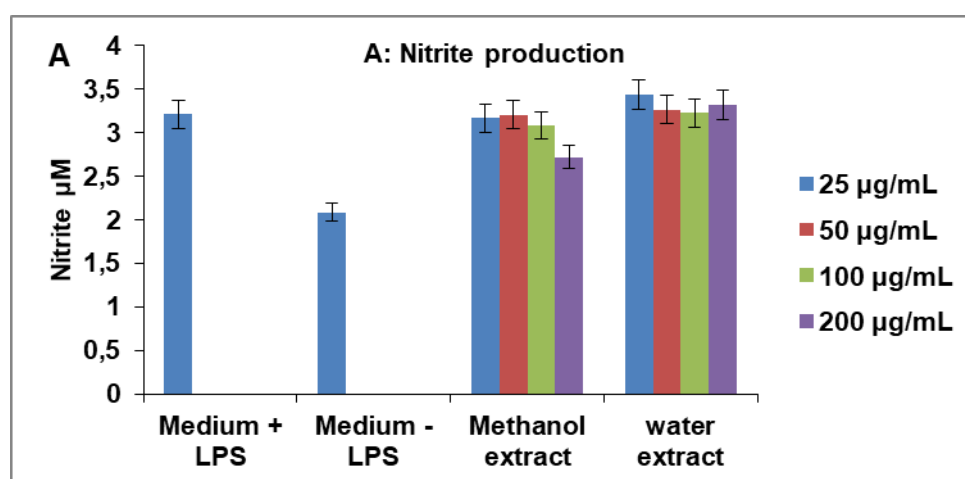 A
A: Nitrite production
4
3,5
3
2,5
2
1,5
1
0,5
0
Nitrite µM
Medium +
LPS
Medium -
LPS
Methanol
extract
water
extract
25 µg/mL
50 µg/mL
100 µg/mL
200 µg/mL